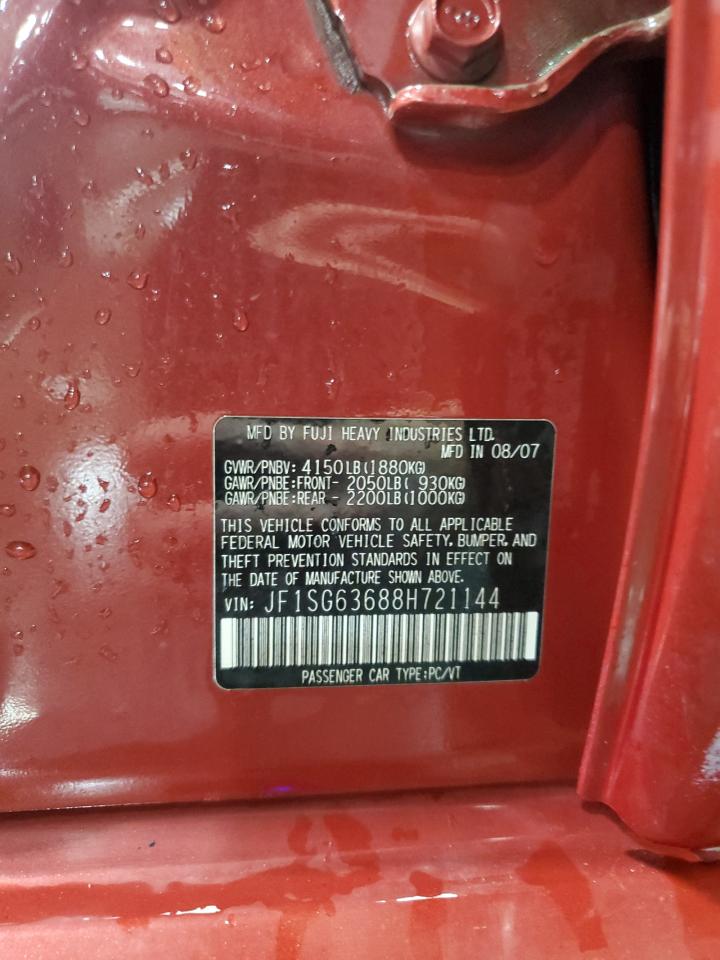 MFD BY FUJI HEAVY INDUSTRIES LTD.
MFD IN 08/07
GVWR/PNBV: 4150LB(1880KG)
GAWR/PNBE:FRONT- 2050LB( 930KG)
GAWR/PNBE:REAR - 2200LB(1000KG)
THIS VEHICLE CONFORMS TO ALL APPLICABLE
FEDERAL MOTOR VEHICLE SAFETY, BUMPER, AND
THEFT PREVENTION STANDARDS IN EFFECT ON
THE DATE OF MANUFACTURE SHOWN ABOVE.
VIN: JF1SG63688H721144
PASSENGER CAR TYPE:PC/VT